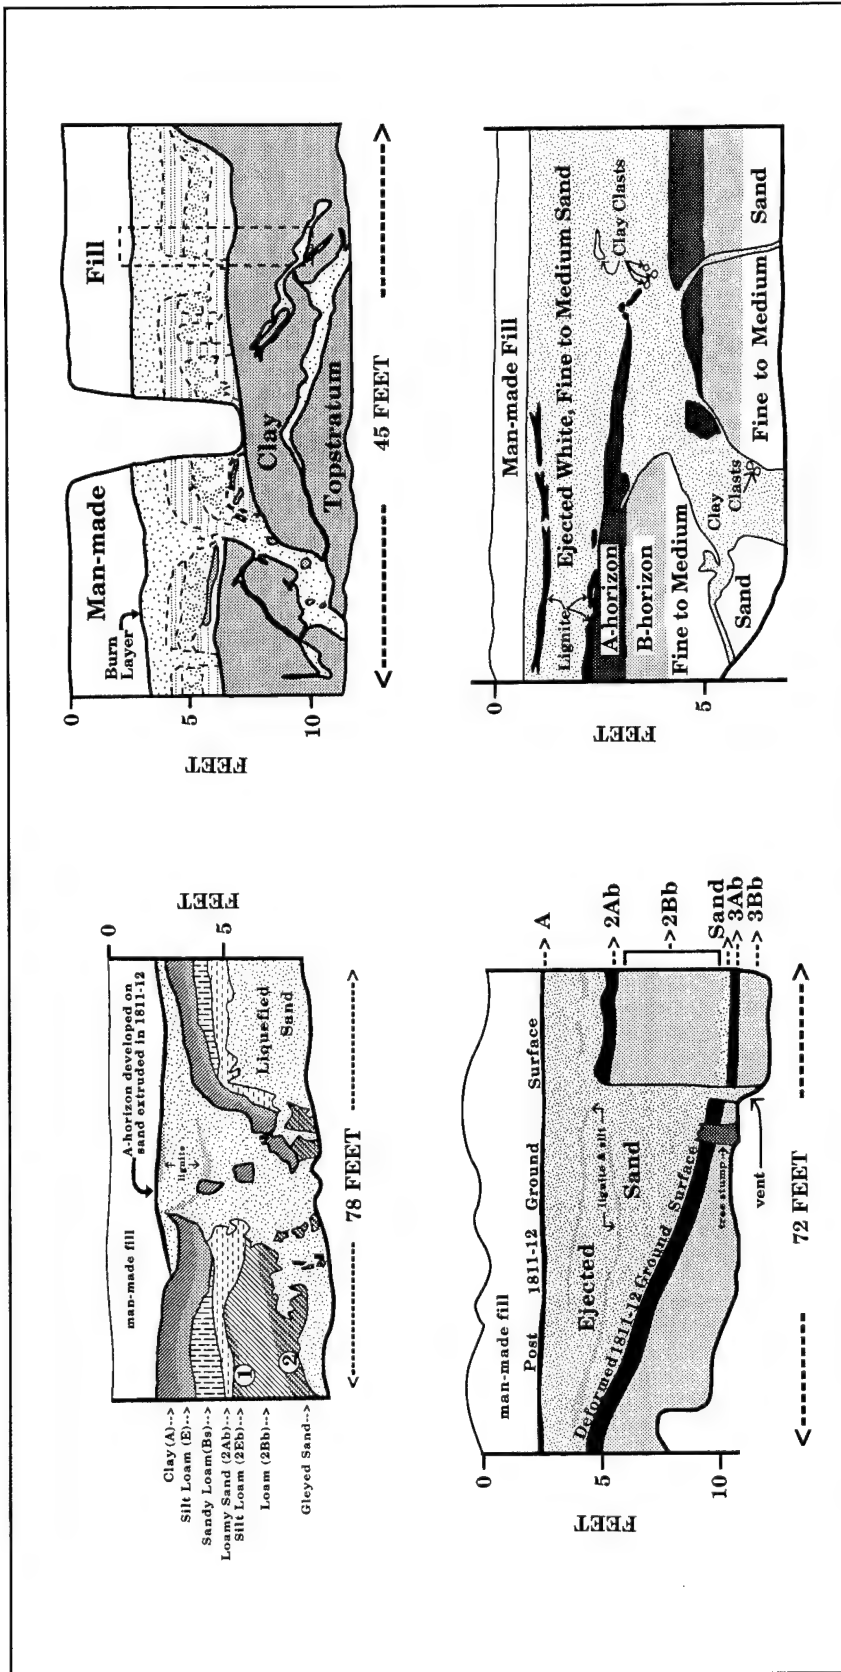 A-horizon developed on
sand extruded in 1811-12
0
5
FEET
man-made fill
lignite
Liquefied
Sand
1
2
Clay (A)-->
Silt Loam (E)-->
Sandy Loam(Bs)-->
Loamy Sand (2Ab)-->
Silt Loam (2Eb)-->
Loam (2Bb)-->
Gleyed Sand-->
<---------- 78 FEET ---------->
0
5
10
FEET
Man-made Fill
Burn
Layer
Clay
Topstratum
<---------- 45 FEET ---------->
0
5
10
FEET
man-made fill
Post 1811-12 Ground Surface
<--lignite & silt-->
Ejected Sand
Deformed 1811-12 Ground Surface
tree stump-->
vent
---> A
---> 2Ab
->2Bb
Sand
---> 3Ab
---> 3Bb
<---------- 72 FEET ---------->
0
5
FEET
Man-made Fill
Ejected White, Fine to Medium Sand
Lignite
Clay Clasts
A-horizon
B-horizon
Fine to Medium
Sand
Clay
Clasts
Fine to Medium Sand